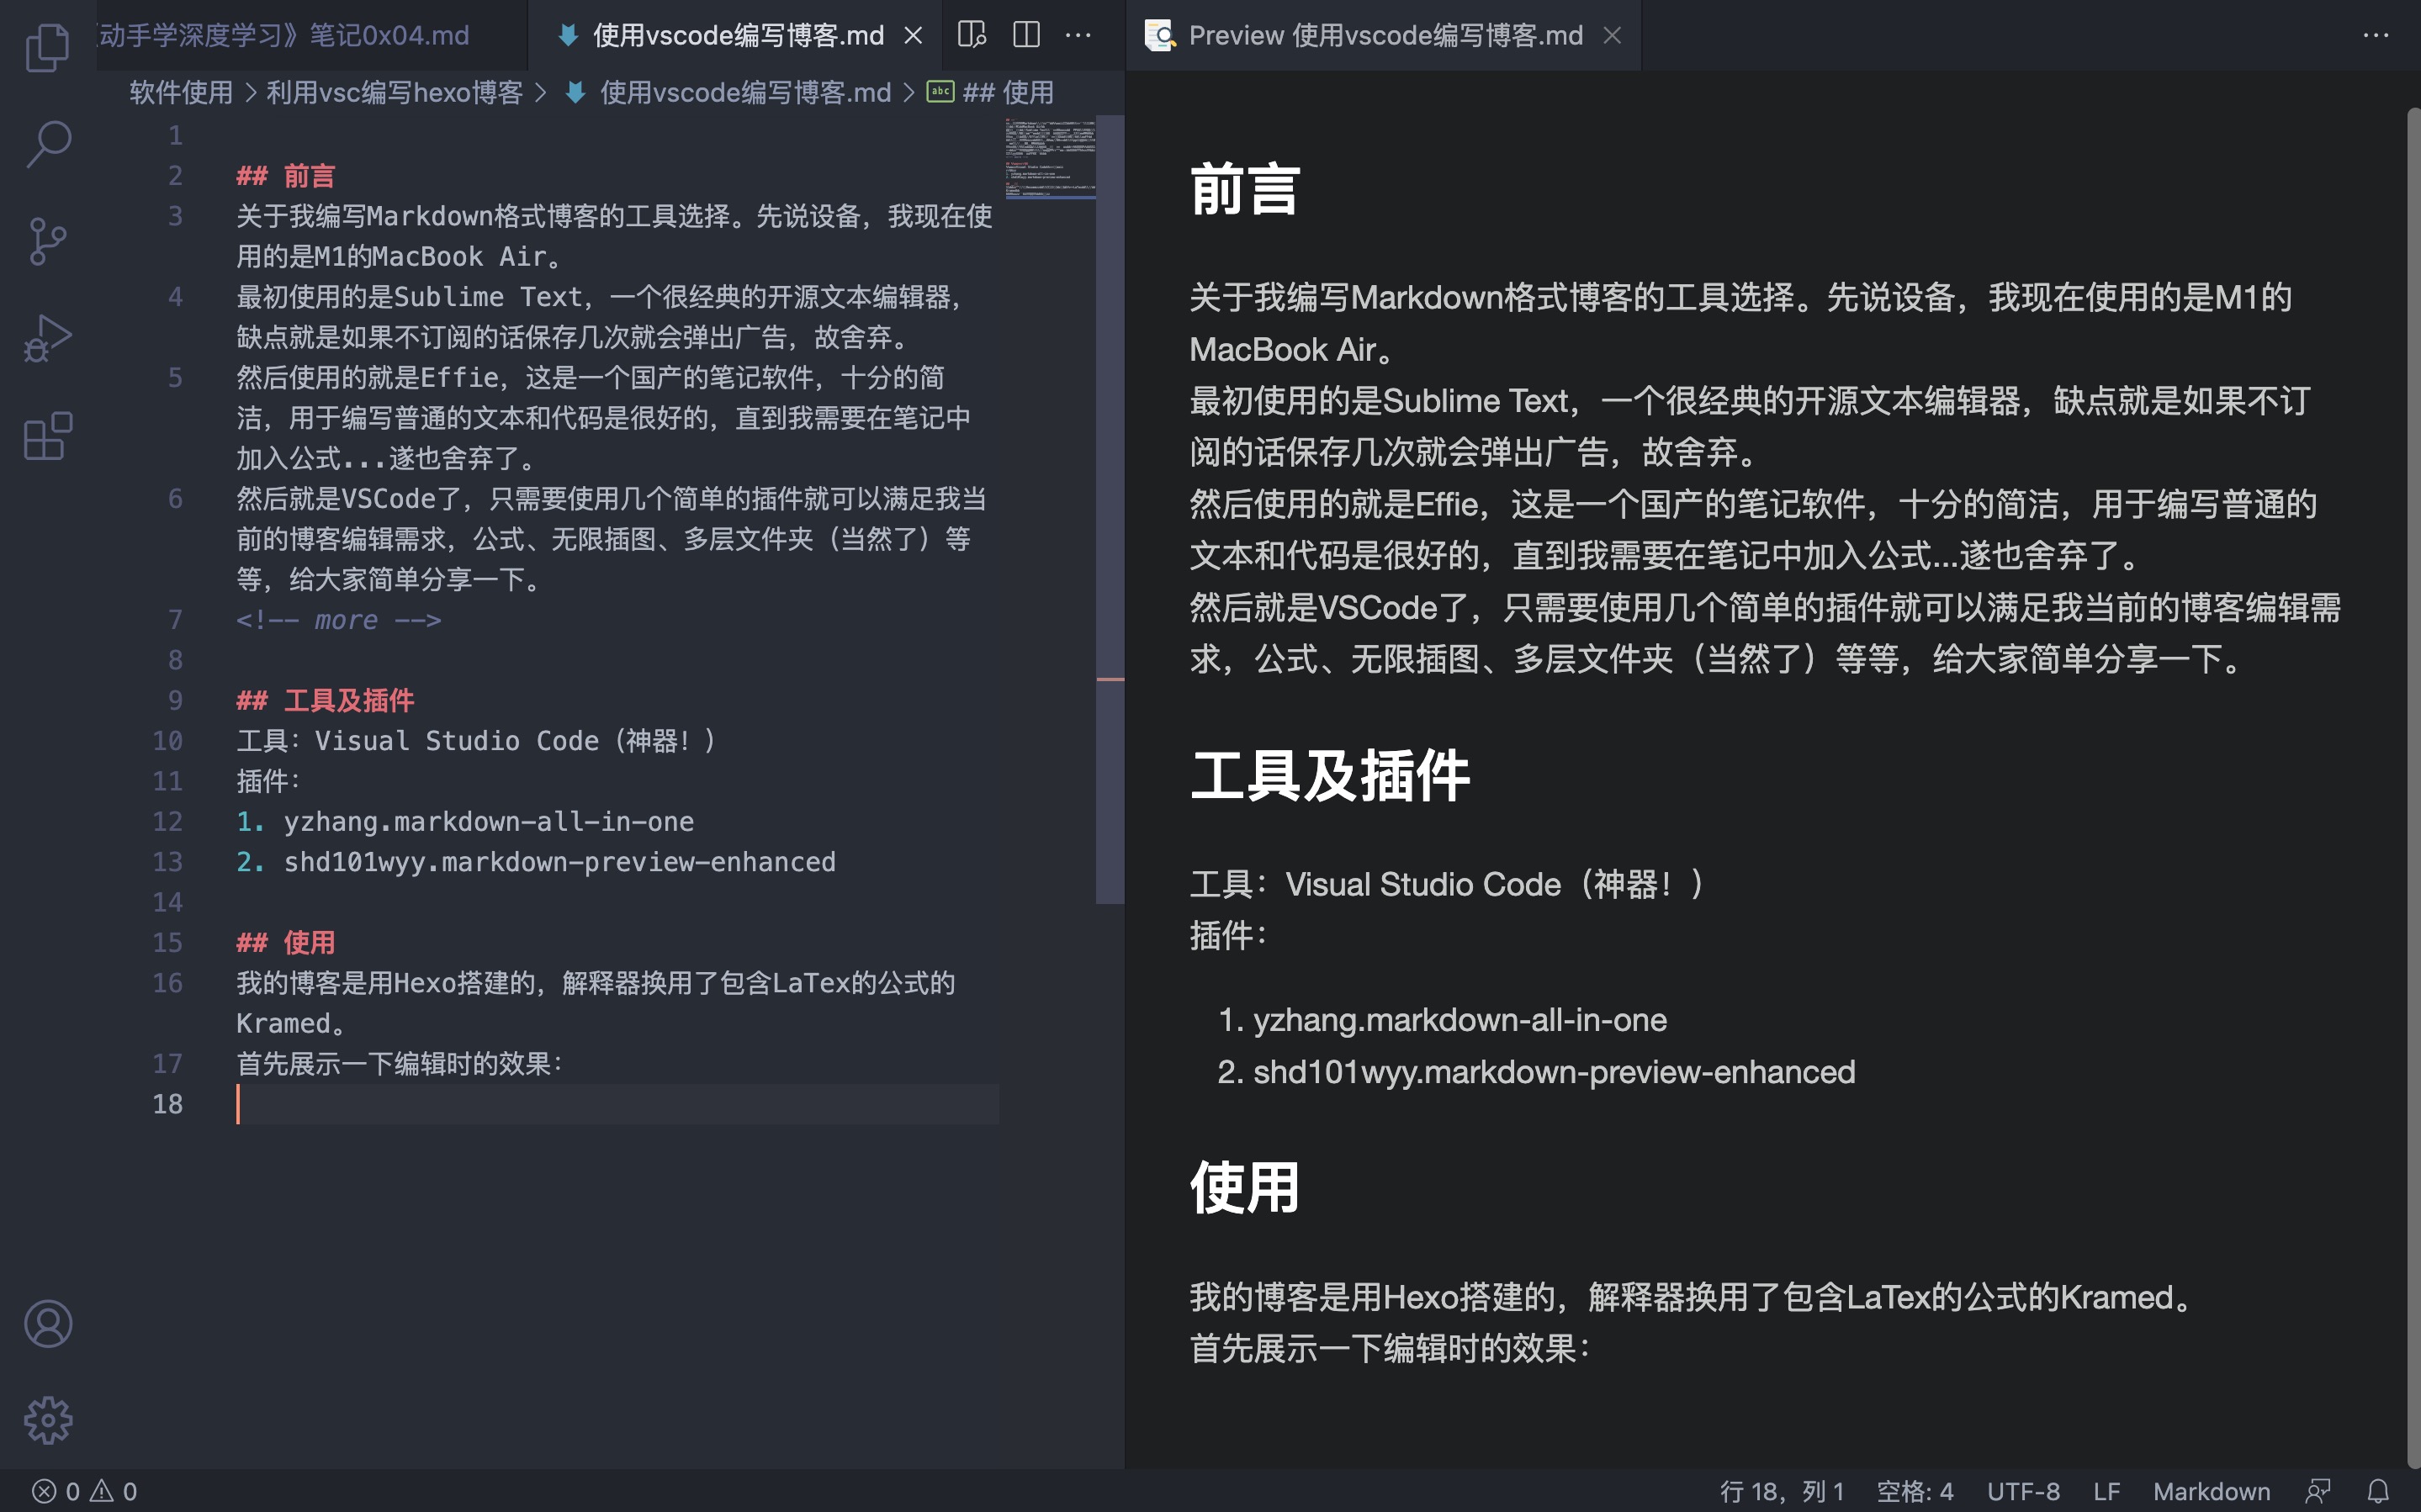 动手学深度学习》笔记0x04.md
使用vscode编写博客.md
Preview 使用vscode编写博客.md
软件使用 > 利用vsc编写hexo博客 > 使用vscode编写博客.md > abc ## 使用
1
2 ## 前言
3 关于我编写Markdown格式博客的工具选择。先说设备，我现在使
用的是M1的MacBook Air。
4 最初使用的是Sublime Text，一个很经典的开源文本编辑器，
缺点就是如果不订阅的话保存几次就会弹出广告，故舍弃。
5 然后使用的就是Effie，这是一个国产的笔记软件，十分的简
洁，用于编写普通的文本和代码是很好的，直到我需要在笔记中
加入公式...遂也舍弃了。
6 然后就是VSCode了，只需要使用几个简单的插件就可以满足我当
前的博客编辑需求，公式、无限插图、多层文件夹（当然了）等
等，给大家简单分享一下。
7 <!-- more -->
8
9 ## 工具及插件
10 工具：Visual Studio Code（神器！）
11 插件：
12 1. yzhang.markdown-all-in-one
13 2. shd101wyy.markdown-preview-enhanced
14
15 ## 使用
16 我的博客是用Hexo搭建的，解释器换用了包含LaTex的公式的
Kramed。
17 首先展示一下编辑时的效果：
18
前言
关于我编写Markdown格式博客的工具选择。先说设备，我现在使用的是M1的
MacBook Air。
最初使用的是Sublime Text，一个很经典的开源文本编辑器，缺点就是如果不订
阅的话保存几次就会弹出广告，故舍弃。
然后使用的就是Effie，这是一个国产的笔记软件，十分的简洁，用于编写普通的
文本和代码是很好的，直到我需要在笔记中加入公式...遂也舍弃了。
然后就是VSCode了，只需要使用几个简单的插件就可以满足我当前的博客编辑需
求，公式、无限插图、多层文件夹（当然了）等等，给大家简单分享一下。
工具及插件
工具：Visual Studio Code（神器！）
插件：
1. yzhang.markdown-all-in-one
2. shd101wyy.markdown-preview-enhanced
使用
我的博客是用Hexo搭建的，解释器换用了包含LaTex的公式的Kramed。
首先展示一下编辑时的效果：
0 0
行 18，列 1 空格: 4 UTF-8 LF Markdown